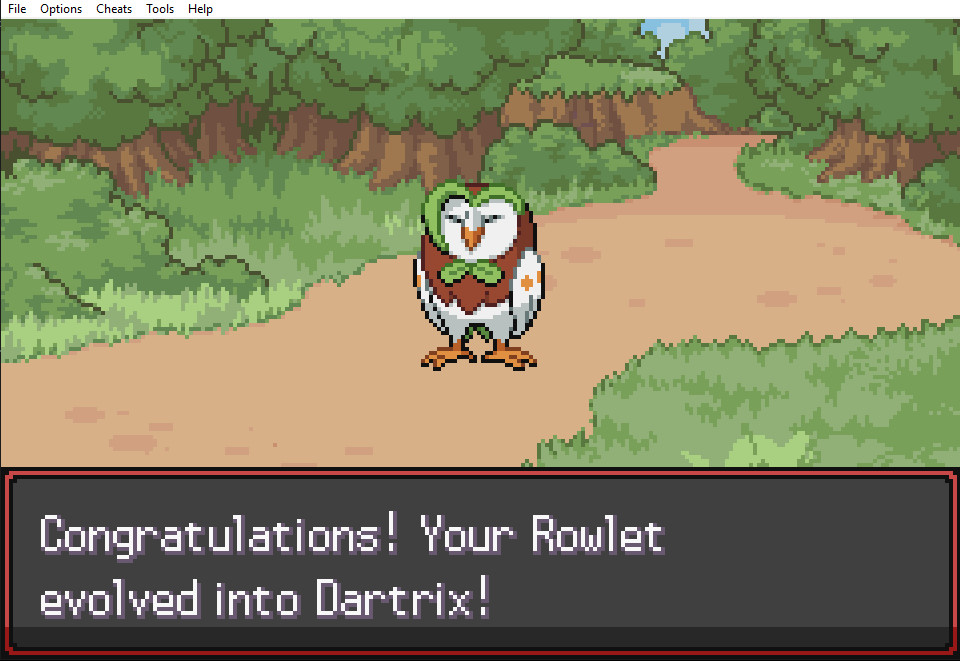 File Options Cheats Tools Help
Congratulations! Your Rowlet
evolved into Dartrix!